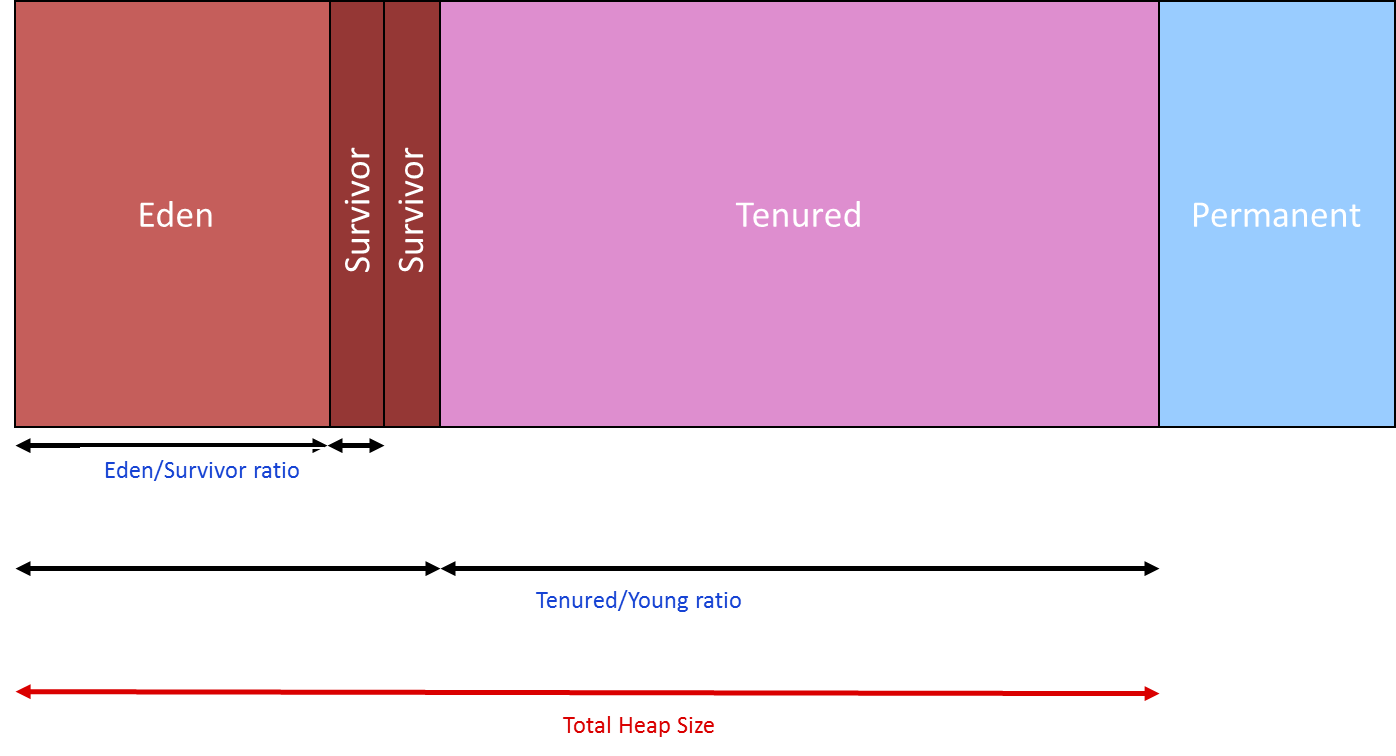 Eden
Survivor
Survivor
Tenured
Permanent
Eden/Survivor ratio
Tenured/Young ratio
Total Heap Size